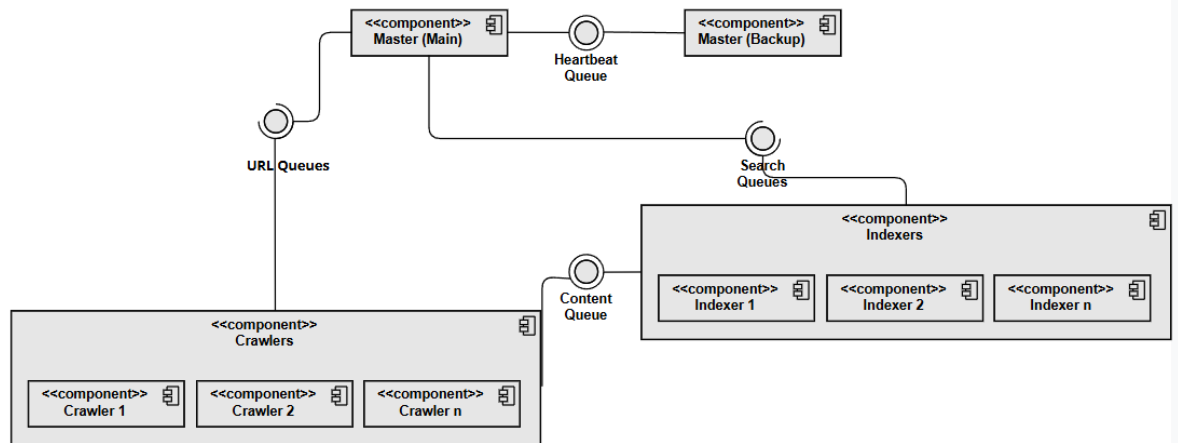 <<component>>
Master (Main)
Heartbeat
Queue
<<component>>
Master (Backup)
URL Queues
Search
Queues
<<component>>
Indexers
<<component>>
Indexer 1
<<component>>
Indexer 2
<<component>>
Indexer n
Content
Queue
<<component>>
Crawlers
<<component>>
Crawler 1
<<component>>
Crawler 2
<<component>>
Crawler n